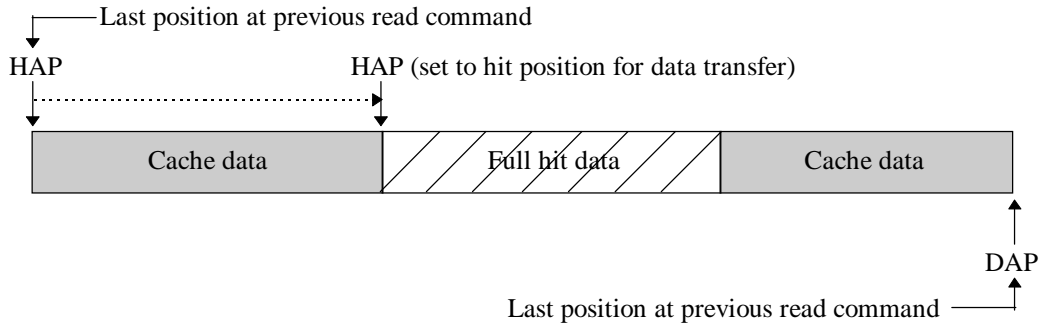 Last position at previous read command
HAP
HAP (set to hit position for data transfer)
Cache data
Full hit data
Cache data
DAP
Last position at previous read command